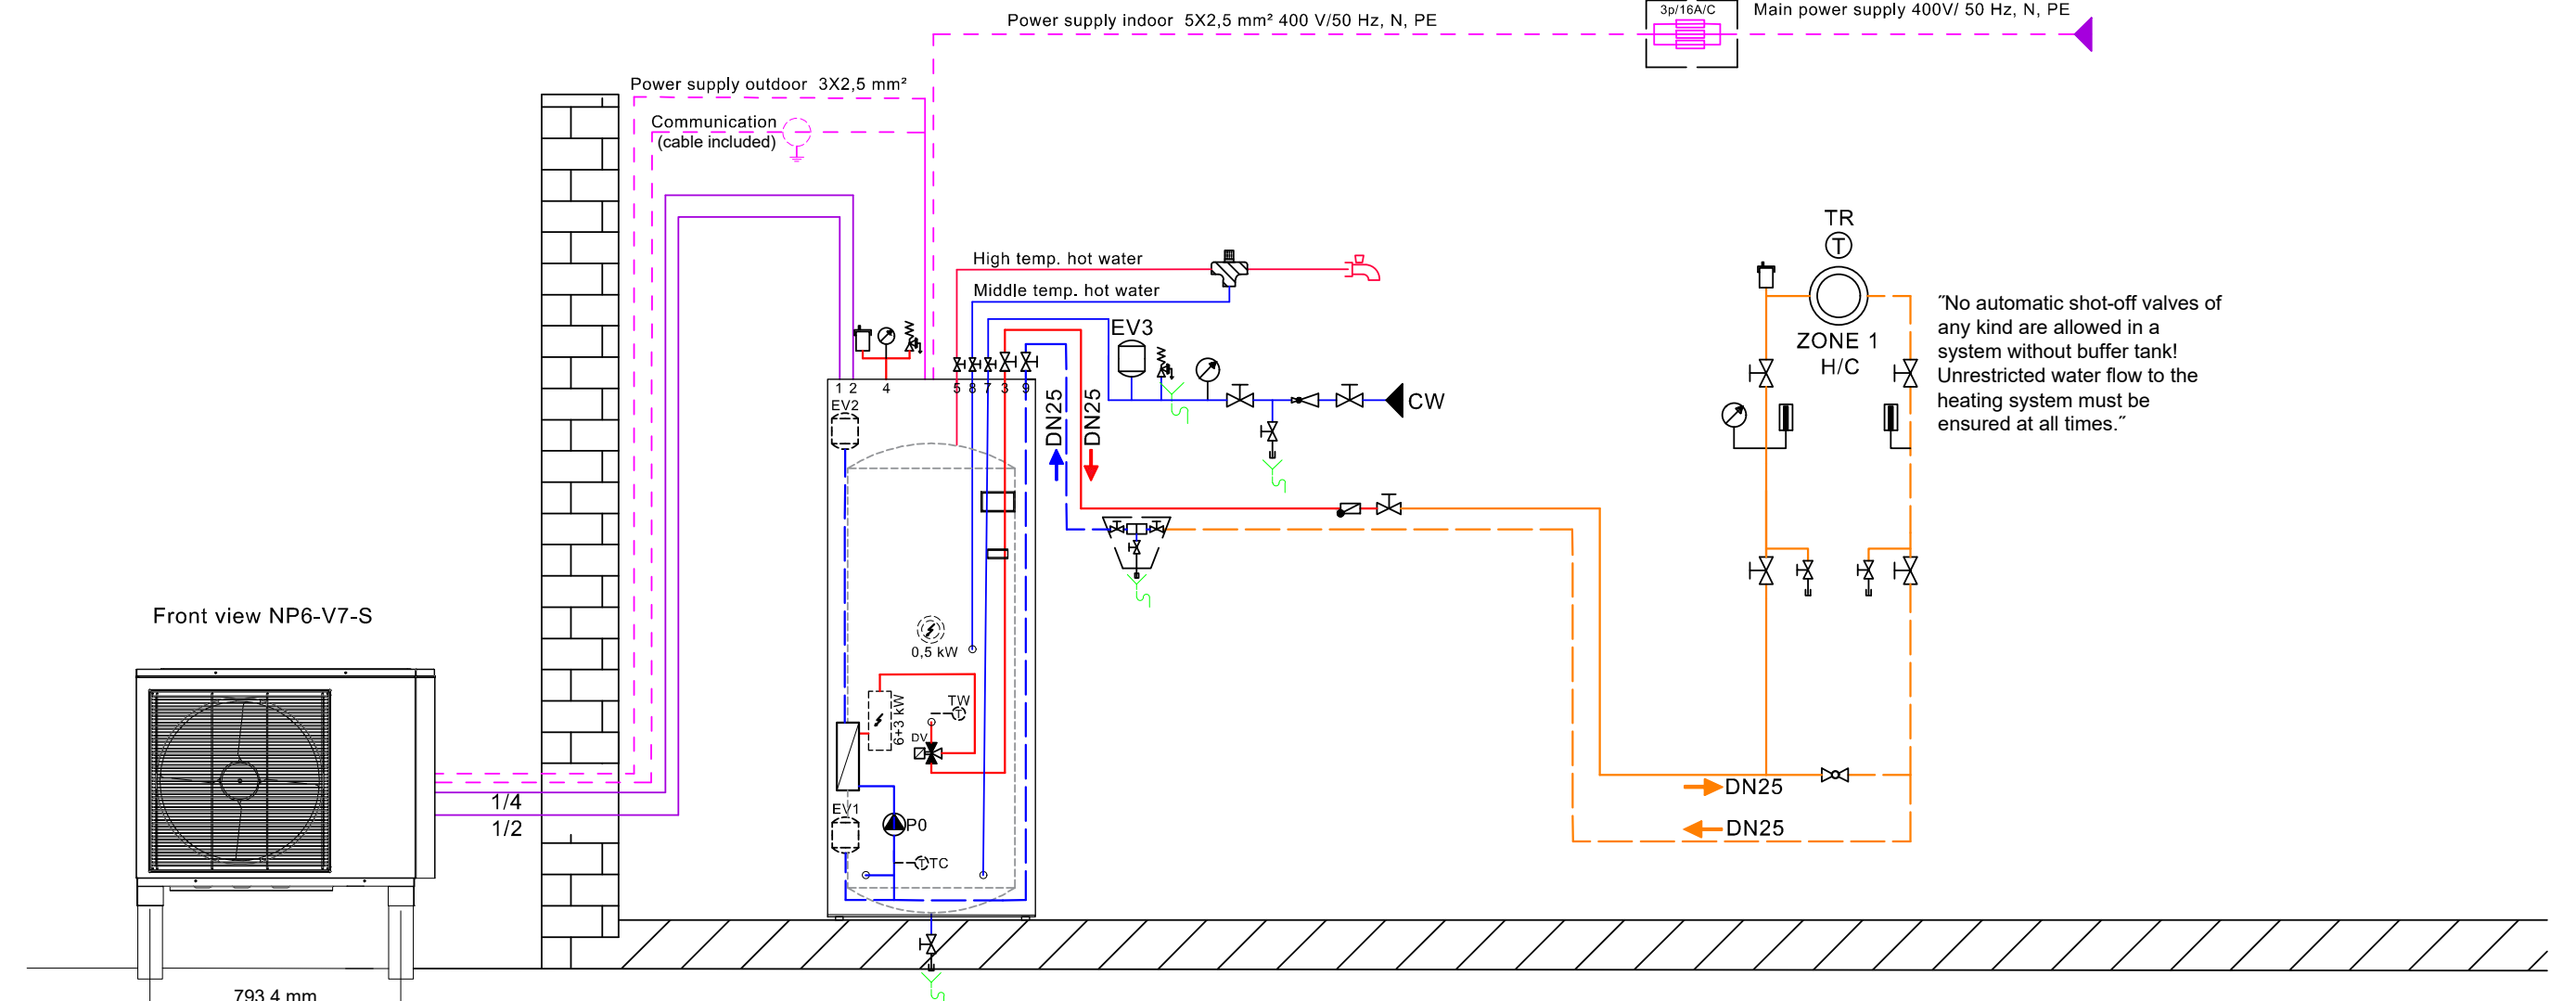 3p/16A/C
Main power supply 400V/ 50 Hz, N, PE
Power supply indoor 5X2,5 mm² 400 V/50 Hz, N, PE
Power supply outdoor 3X2,5 mm²
Communication
(cable included)
TR
T
ZONE 1
H/C
High temp. hot water
Middle temp. hot water
˝No automatic shot-off valves of
any kind are allowed in a
system without buffer tank!
Unrestricted water flow to the
heating system must be
ensured at all times.˝
EV3
CW
1 2 4 5 8 7 3 9
EV2
DN25
DN25
Front view NP6-V7-S
0,5 kW
6+3 kW
TW
T
DV
EV1
P0
T
TC
1/4
1/2
DN25
DN25
793,4 mm